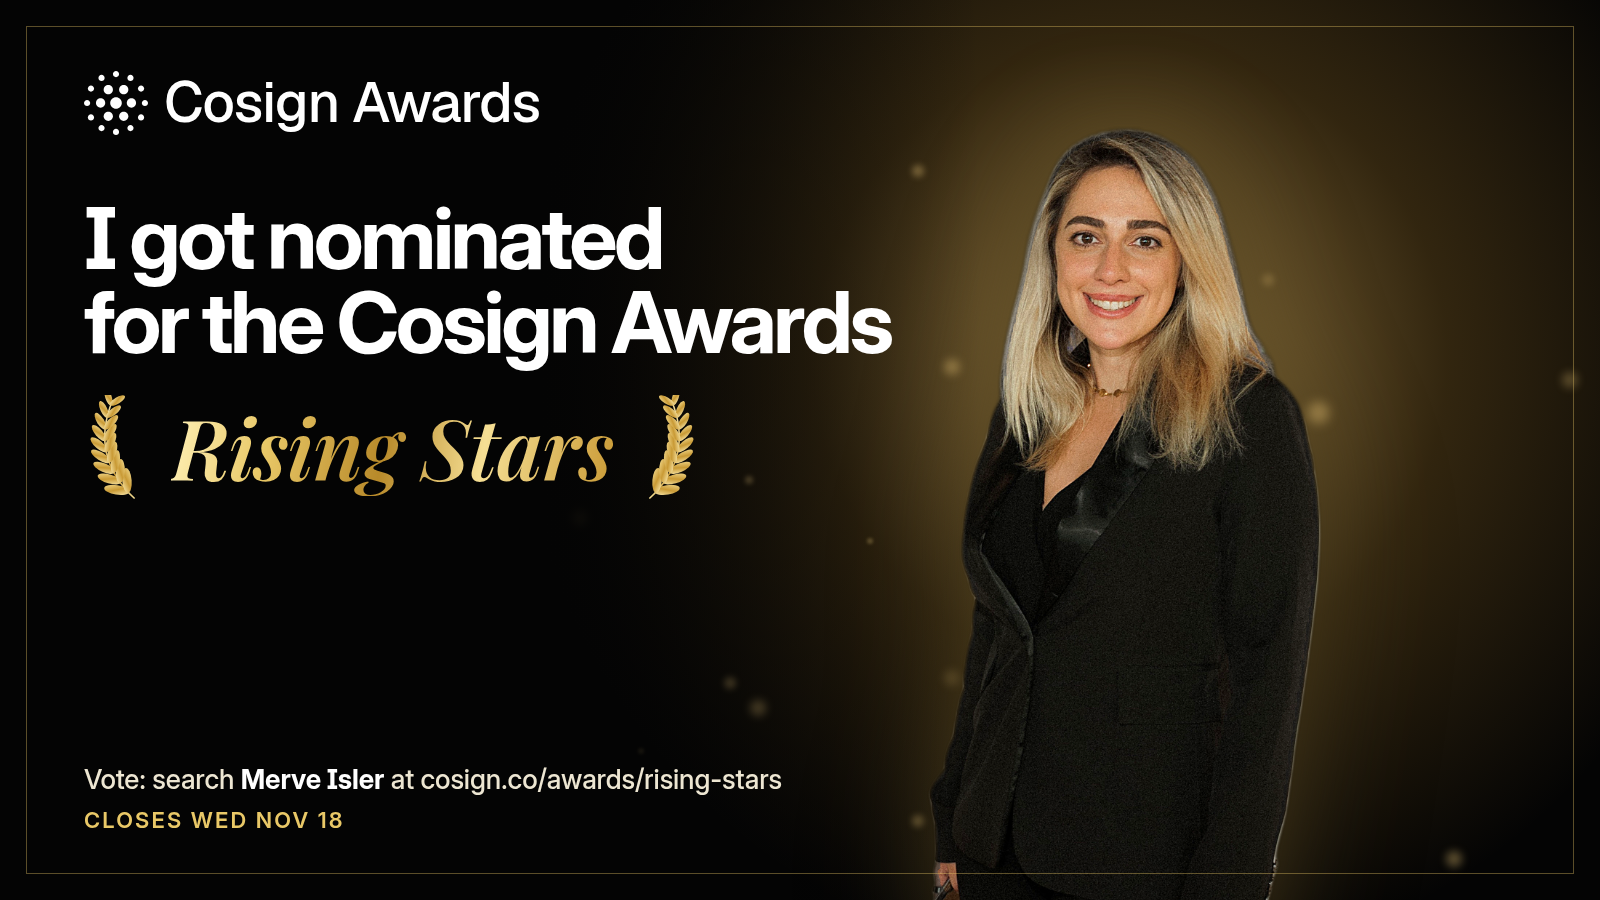 Cosign Awards
I got nominated
for the Cosign Awards
Rising Stars
Vote: search Merve Isler at cosign.co/awards/rising-stars
CLOSES WED NOV 18